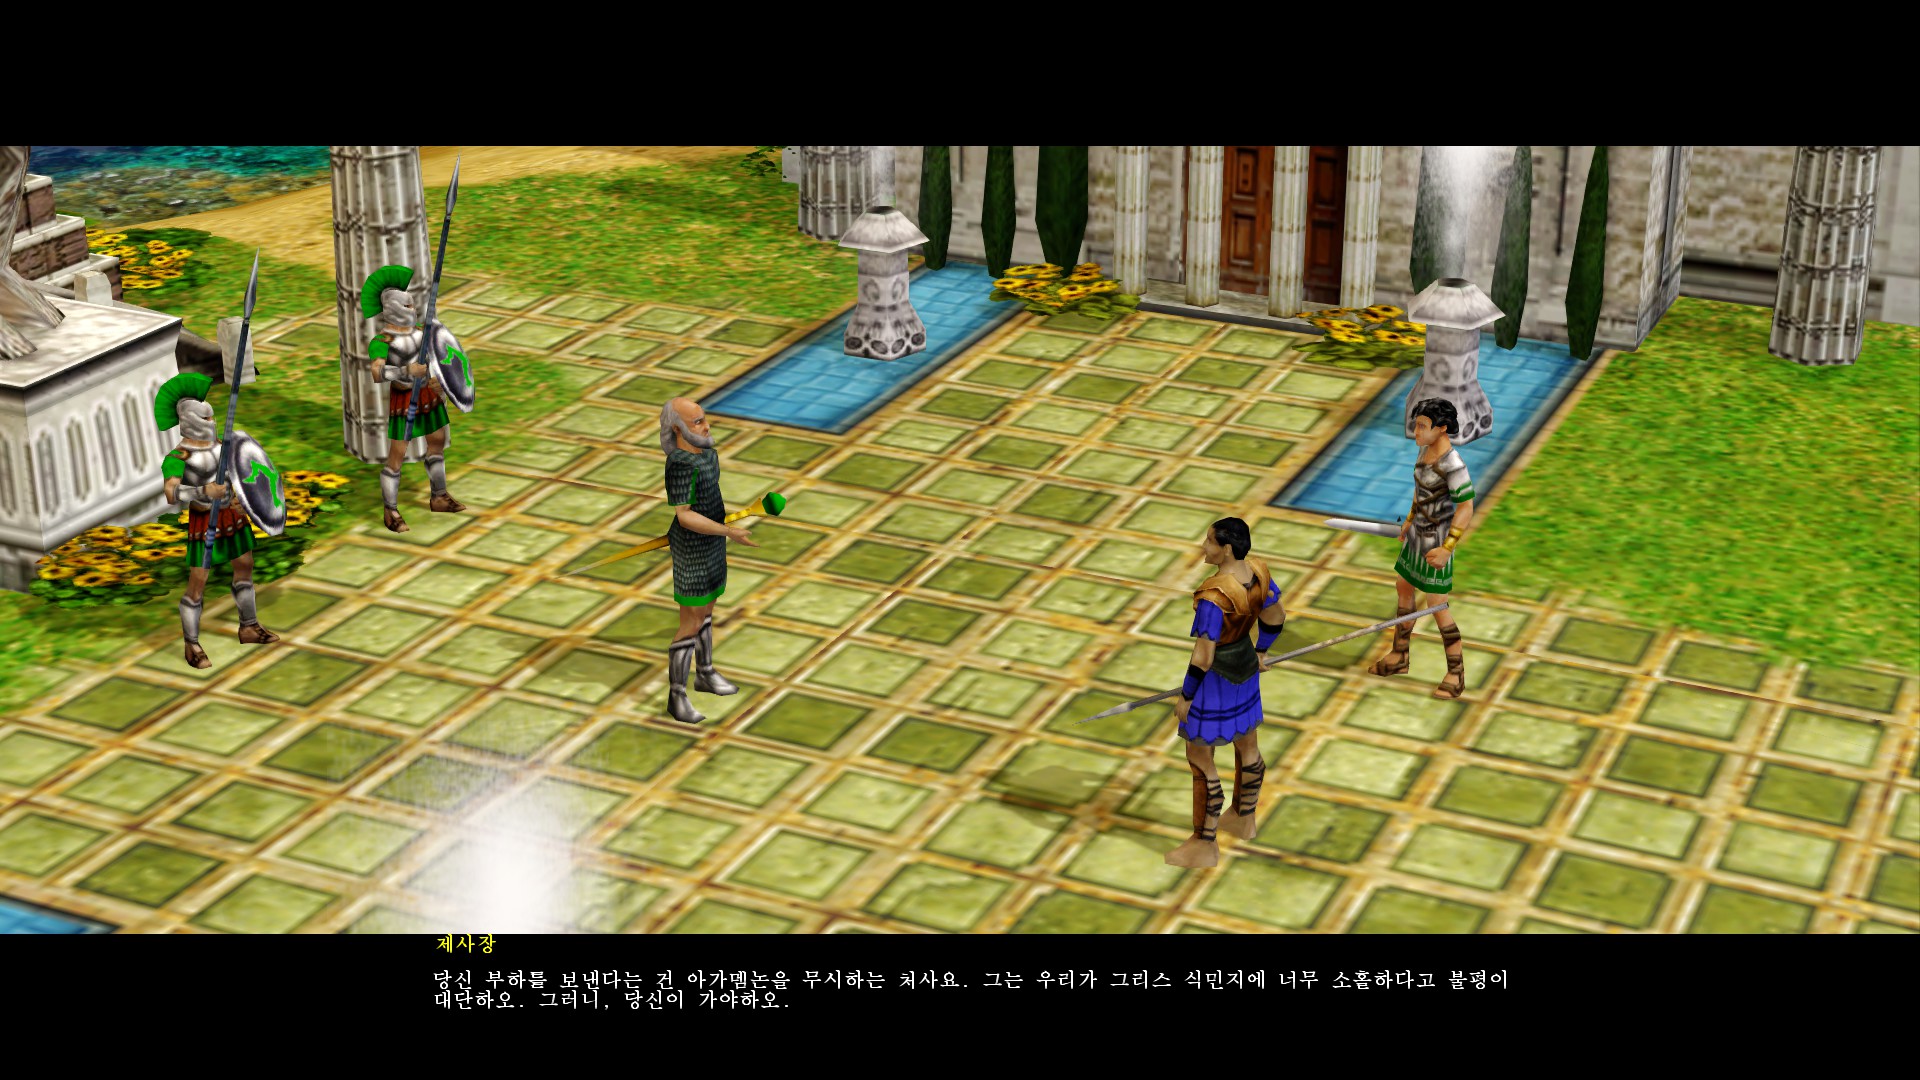 제사장
당신 부하를 보낸다는 건 아가멤논을 무시하는 처사요. 그는 우리가 그리스 식민지에 너무 소홀하다고 불평이
대단하오. 그러니, 당신이 가야하오.